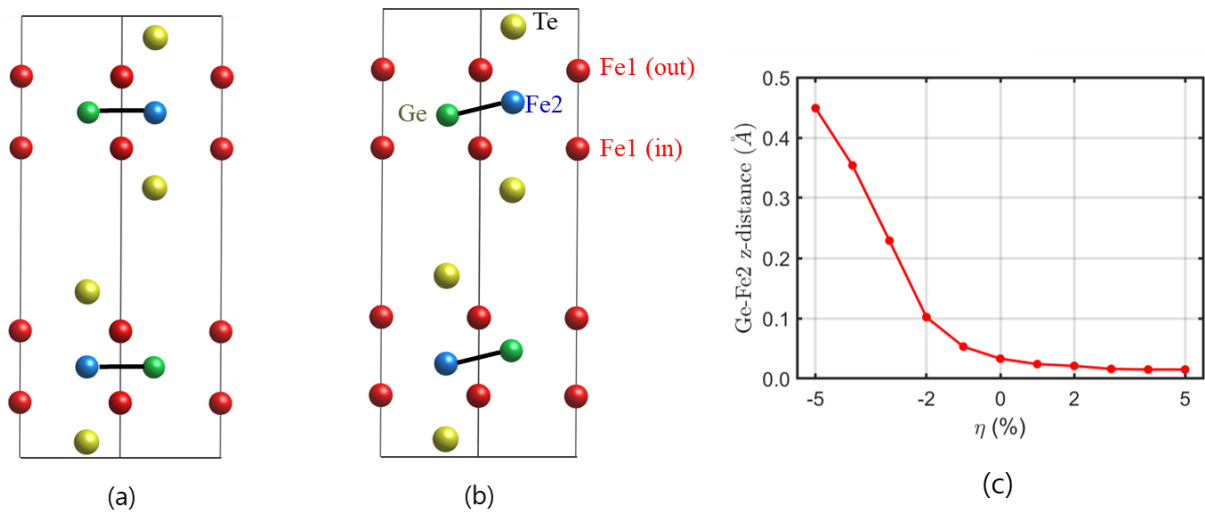 Te
Fe1 (out)
Ge
Fe2
Fe1 (in)
(a)
(b)
Ge-Fe2 z-distance (Å)
0.5
0.4
0.3
0.2
0.1
0.0
-5
-2
0
2
5
η (%)
(c)